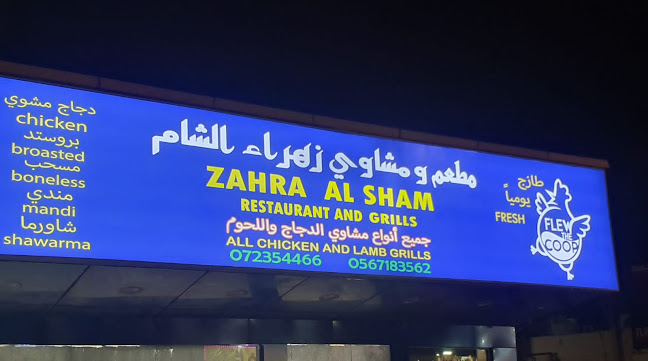 دجاج مشوي
chicken
بروستد
broasted
مسحب
boneless
مندي
mandi
شاورما
shawarma
مطعم و مشاوي زهراء الشام
ZAHRA AL SHAM
RESTAURANT AND GRILLS
جميع أنواع مشاوي الدجاج واللحوم
ALL CHICKEN AND LAMB GRILLS
072354466 0567183562
طازج
يومياً
FRESH
FLEW
THE
COOP